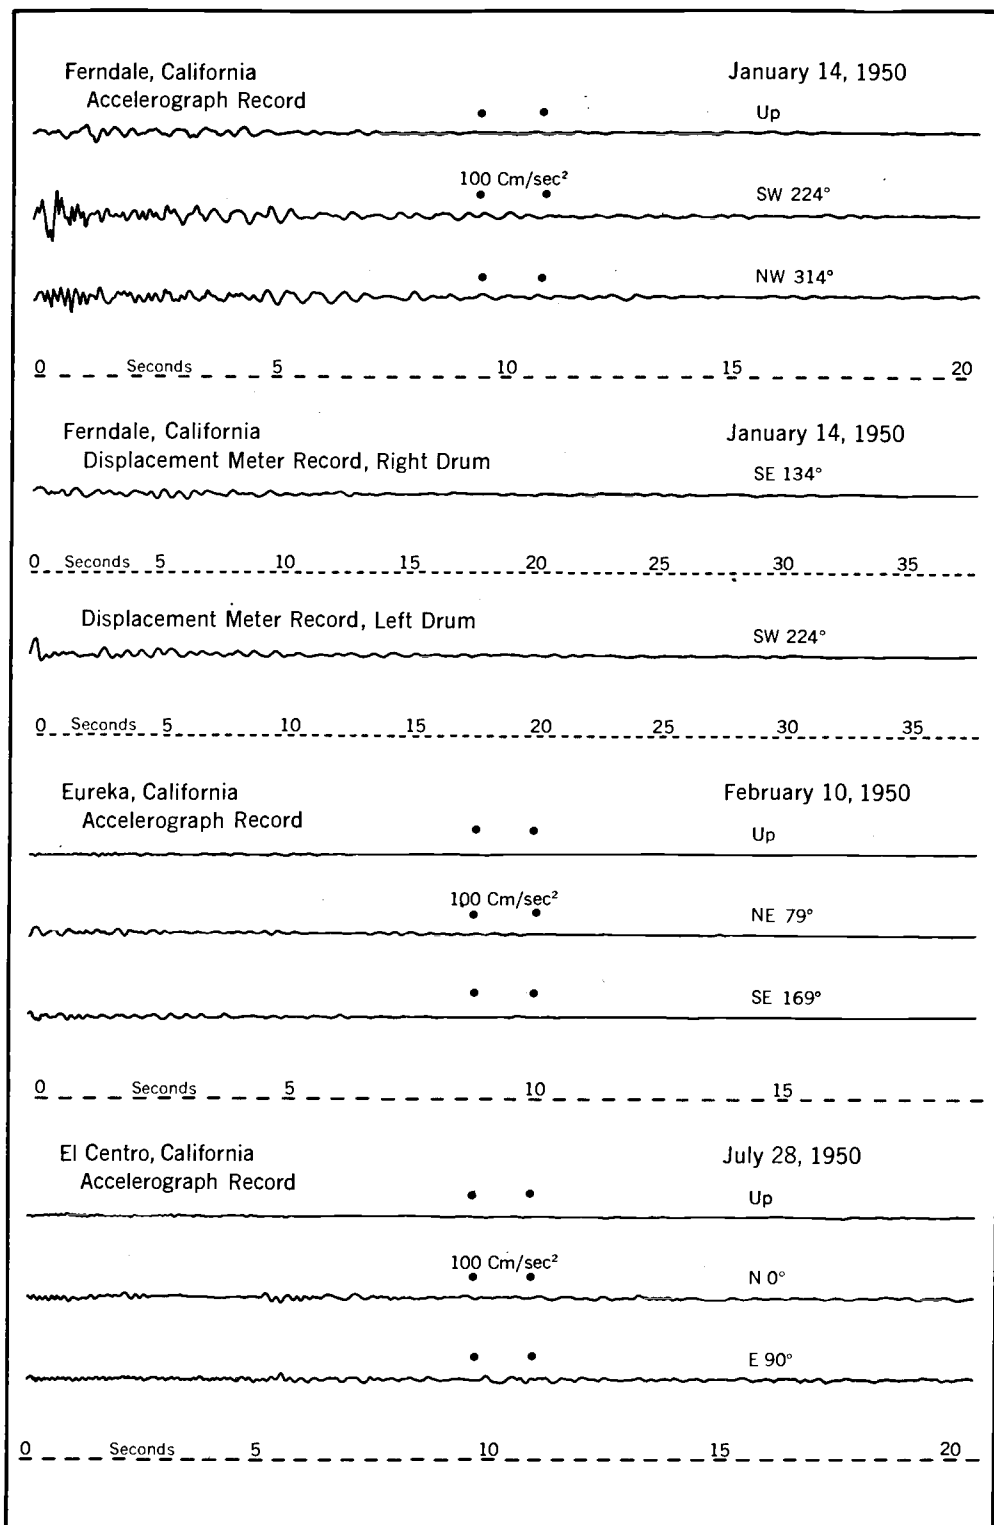 Ferndale, California
January 14, 1950
Accelerograph Record
Up
100 Cm/sec²
SW 224°
NW 314°
0 Seconds 5 10 15 20
Ferndale, California
January 14, 1950
Displacement Meter Record, Right Drum
SE 134°
0 Seconds 5 10 15 20 25 30 35
Displacement Meter Record, Left Drum
SW 224°
0 Seconds 5 10 15 20 25 30 35
Eureka, California
February 10, 1950
Accelerograph Record
Up
100 Cm/sec²
NE 79°
SE 169°
0 Seconds 5 10 15
El Centro, California
July 28, 1950
Accelerograph Record
Up
100 Cm/sec²
N 0°
E 90°
0 Seconds 5 10 15 20